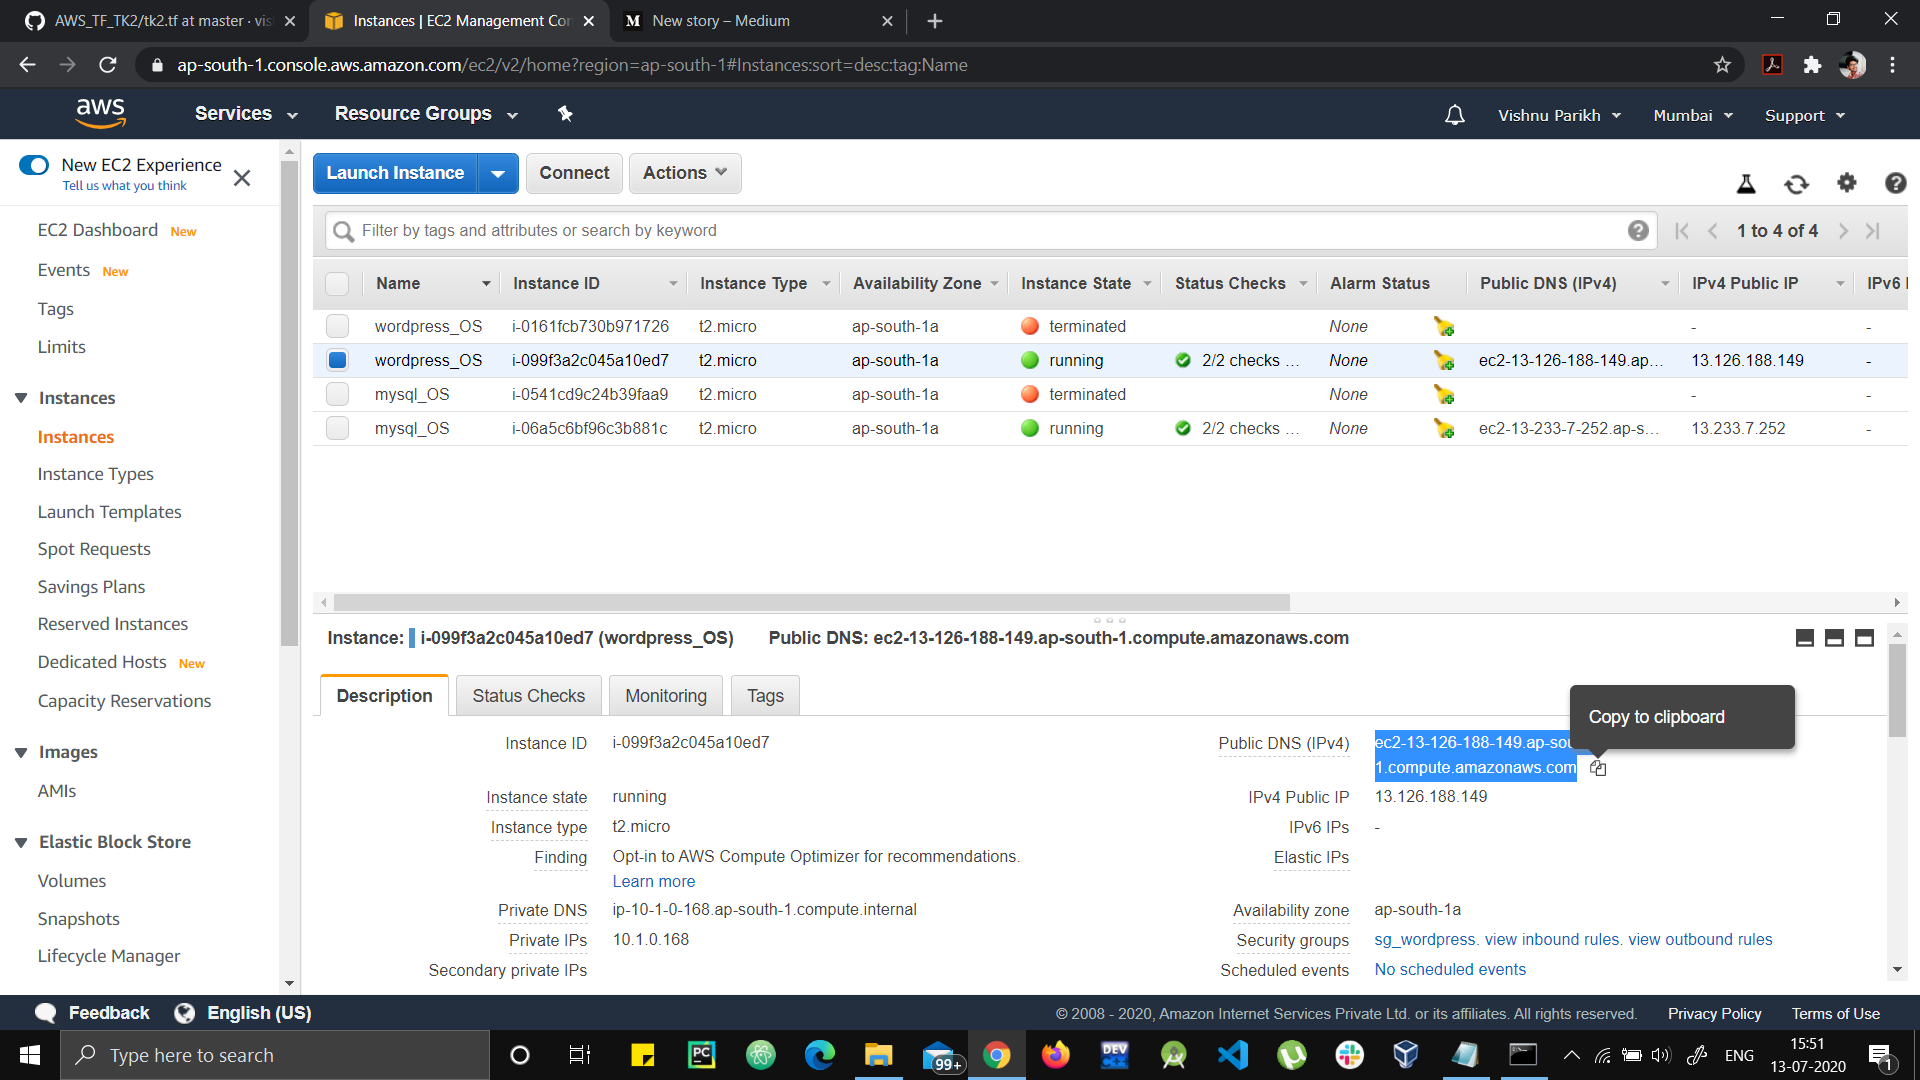 AWS_TF_TK2/tk2.tf at master · vis
Instances | EC2 Management Con
M New story – Medium
ap-south-1.console.aws.amazon.com/ec2/v2/home?region=ap-south-1#Instances:sort=desc:tag:Name
aws Services Resource Groups Vishnu Parikh Mumbai Support
New EC2 Experience
Tell us what you think
EC2 Dashboard New
Events New
Tags
Limits
Instances
Instances
Instance Types
Launch Templates
Spot Requests
Savings Plans
Reserved Instances
Dedicated Hosts New
Capacity Reservations
Images
AMIs
Elastic Block Store
Volumes
Snapshots
Lifecycle Manager
Launch Instance Connect Actions
Filter by tags and attributes or search by keyword 1 to 4 of 4
Name Instance ID Instance Type Availability Zone Instance State Status Checks Alarm Status Public DNS (IPv4) IPv4 Public IP IPv6 I
wordpress_OS i-0161fcb730b971726 t2.micro ap-south-1a terminated None - -
wordpress_OS i-099f3a2c045a10ed7 t2.micro ap-south-1a running 2/2 checks ... None ec2-13-126-188-149.ap... 13.126.188.149 -
mysql_OS i-0541cd9c24b39faa9 t2.micro ap-south-1a terminated None - -
mysql_OS i-06a5c6bf96c3b881c t2.micro ap-south-1a running 2/2 checks ... None ec2-13-233-7-252.ap-s... 13.233.7.252 -
Instance: i-099f3a2c045a10ed7 (wordpress_OS) Public DNS: ec2-13-126-188-149.ap-south-1.compute.amazonaws.com
Description Status Checks Monitoring Tags
Copy to clipboard
Instance ID i-099f3a2c045a10ed7
Instance state running
Instance type t2.micro
Finding Opt-in to AWS Compute Optimizer for recommendations.
Learn more
Private DNS ip-10-1-0-168.ap-south-1.compute.internal
Private IPs 10.1.0.168
Secondary private IPs
Public DNS (IPv4) ec2-13-126-188-149.ap-sou
1.compute.amazonaws.com
IPv4 Public IP 13.126.188.149
IPv6 IPs -
Elastic IPs
Availability zone ap-south-1a
Security groups sg_wordpress. view inbound rules. view outbound rules
Scheduled events No scheduled events
Feedback English (US) © 2008 - 2020, Amazon Internet Services Private Ltd. or its affiliates. All rights reserved. Privacy Policy Terms of Use
Type here to search
PC
99+
DEV
C++
ENG
15:51
13-07-2020
1